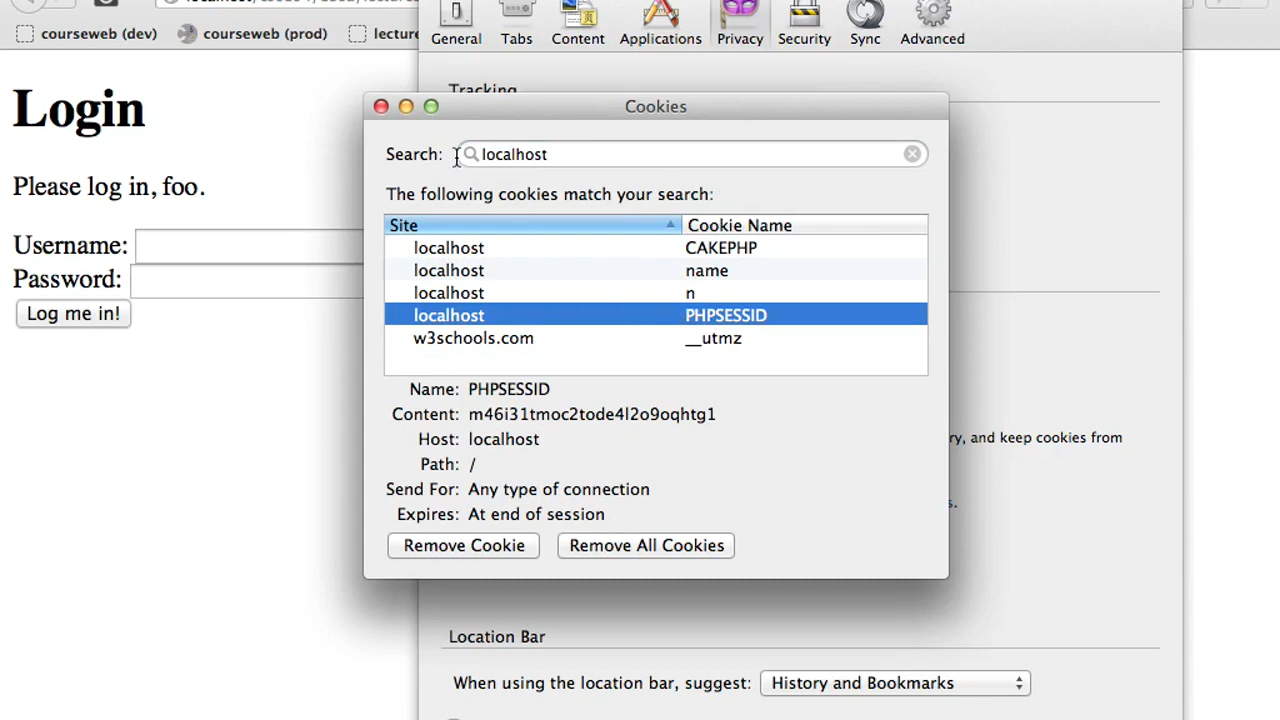 General Tabs Content Applications Privacy Security Sync Advanced
courseweb (dev) courseweb (prod) lectu
Tracking
Login
Please log in, foo.
Username:
Password:
Log me in!
Cookies
Search: localhost
The following cookies match your search:
Site Cookie Name
localhost CAKEPHP
localhost name
localhost n
localhost PHPSESSID
w3schools.com __utmz
Name: PHPSESSID
Content: m46i31tmoc2tode4l2o9oqhtg1
Host: localhost
Path: /
Send For: Any type of connection
Expires: At end of session
Remove Cookie Remove All Cookies
ry, and keep cookies from
s.
Location Bar
When using the location bar, suggest: History and Bookmarks